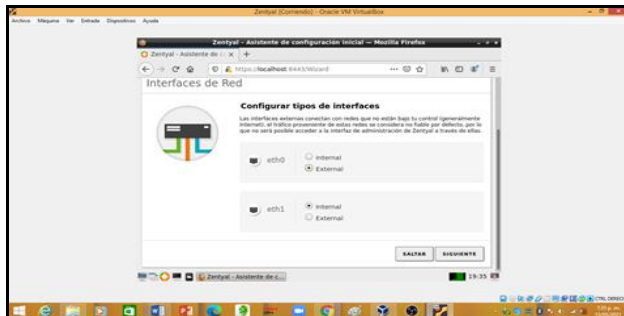 Zentyal [Corriendo] - Oracle VM VirtualBox
Archivo Máquina Ver Entrada Dispositivos Ayuda
Zentyal - Asistente de configuración inicial — Mozilla Firefox
Zentyal - Asistente de c
https://localhost:8443/Wizard
Interfaces de Red
Configurar tipos de interfaces
Las interfaces externas conectan con redes que no están bajo tu control (generalmente
Internet), el tráfico proveniente de estas redes se considera no fiable por defecto, por lo
que no será posible acceder a la interfaz de administración de Zentyal a través de ellas.
eth0
Internal
External
eth1
Internal
External
SALTAR SIGUIENTE
Zentyal - Asistente de c...
19:35